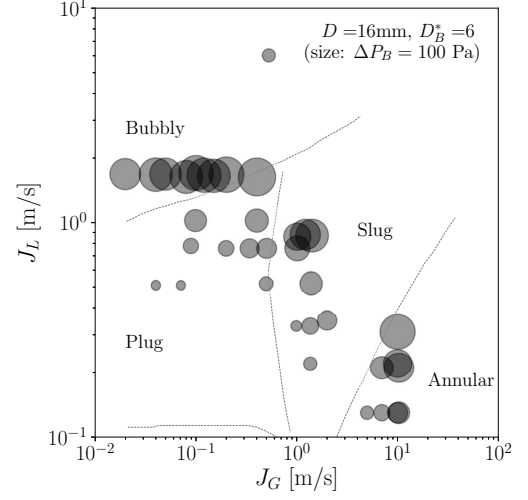 10^1
D =16mm, D_B^*=6
(size: ΔP_B = 100 Pa)
Bubbly
10^0
J_L [m/s]
Slug
Plug
Annular
10^{-1}
10^{-2} 10^{-1} 10^0 10^1 10^2
J_G [m/s]